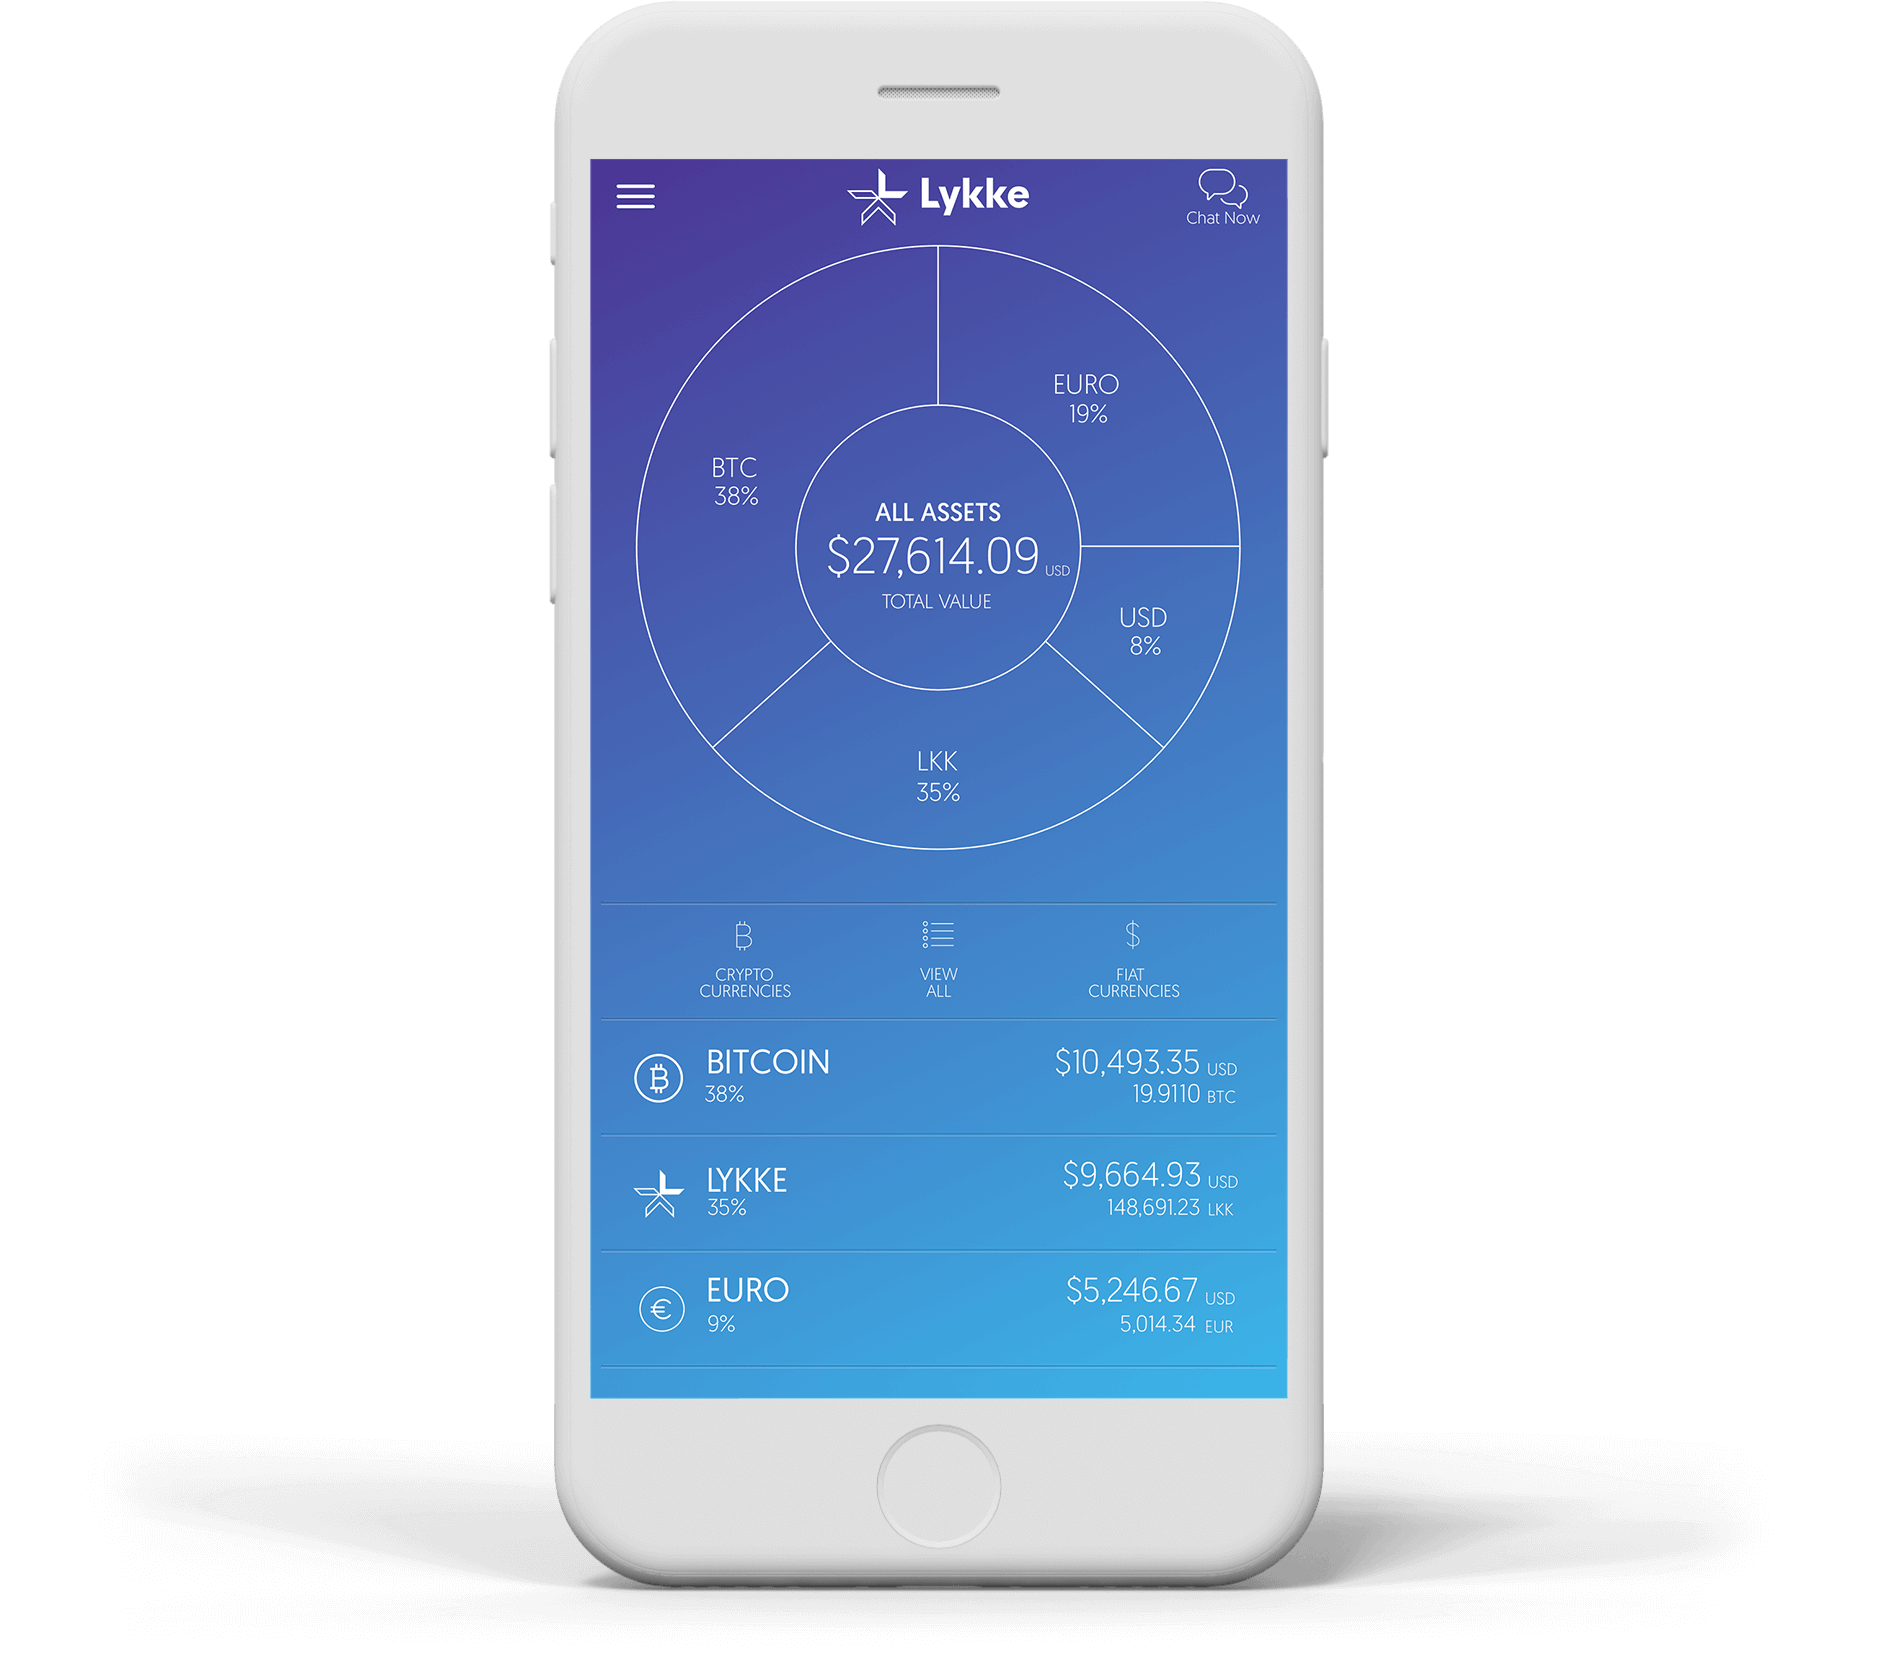 Lykke
Chat Now
EURO
19%
BTC
38%
ALL ASSETS
$27,614.09 USD
TOTAL VALUE
USD
8%
LKK
35%
CRYPTO
CURRENCIES
VIEW
ALL
FIAT
CURRENCIES
BITCOIN
38%
$10,493.35 USD
19.9110 BTC
LYKKE
35%
$9,664.93 USD
148,691.23 LKK
EURO
9%
$5,246.67 USD
5,014.34 EUR